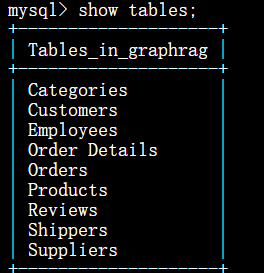 mysql> show tables;
+--------------------+
| Tables_in_graphrag |
+--------------------+
| Categories         |
| Customers          |
| Employees          |
| Order Details      |
| Orders             |
| Products           |
| Reviews            |
| Shippers           |
| Suppliers          |
+--------------------+